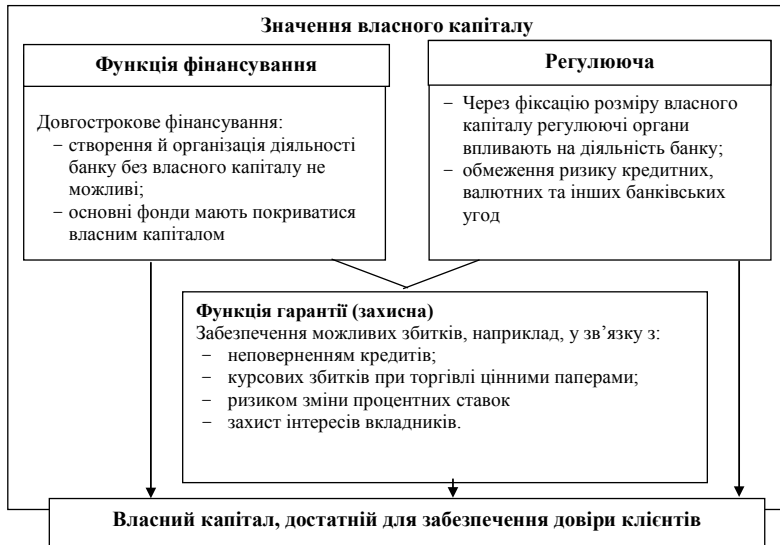 Значення власного капіталу
Функція фінансування
Довгострокове фінансування:
− створення й організація діяльності
банку без власного капіталу не
можливі;
− основні фонди мають покриватися
власним капіталом
Регулююча
− Через фіксацію розміру власного
капіталу регулюючі органи
впливають на діяльність банку;
− обмеження ризику кредитних,
валютних та інших банківських
угод
Функція гарантії (захисна)
Забезпечення можливих збитків, наприклад, у зв’язку з:
− неповерненням кредитів;
− курсових збитків при торгівлі цінними паперами;
− ризиком зміни процентних ставок
− захист інтересів вкладників.
Власний капітал, достатній для забезпечення довіри клієнтів